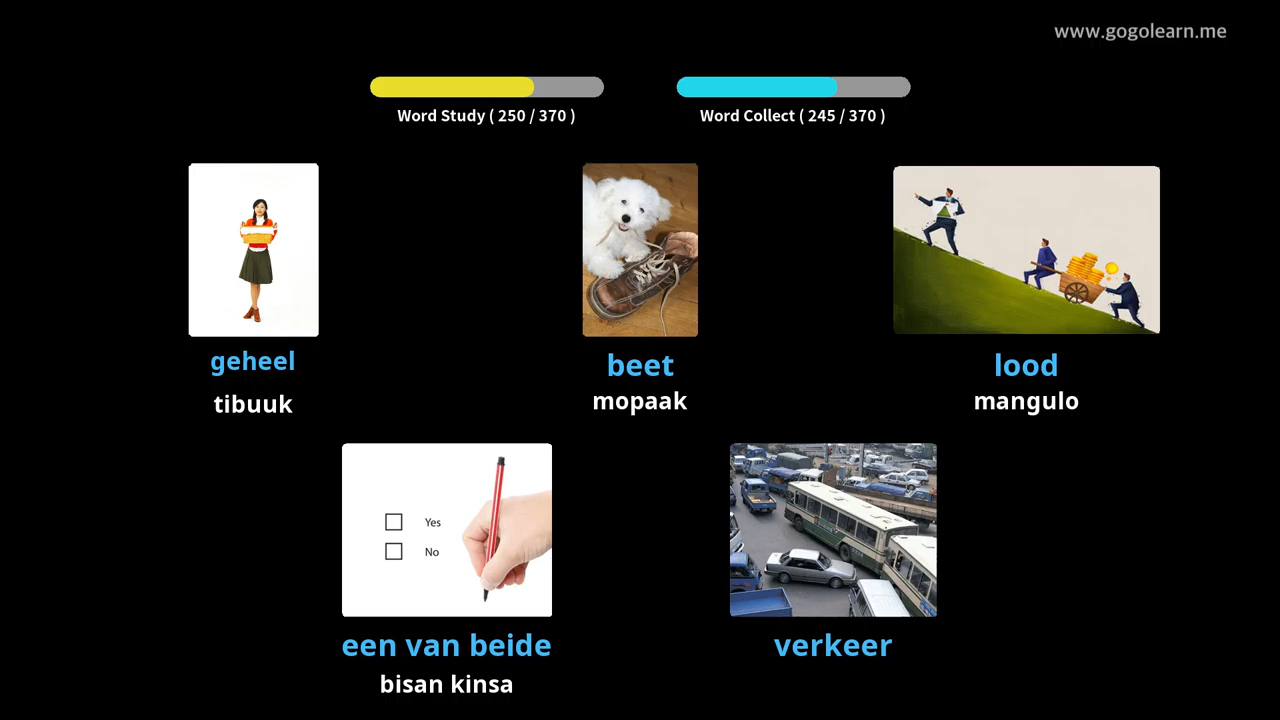 www.gogolearn.me
Word Study ( 250 / 370 )
Word Collect ( 245 / 370 )
geheel
tibuuk
beet
mopaak
lood
mangulo
Yes
No
een van beide
bisan kinsa
verkeer